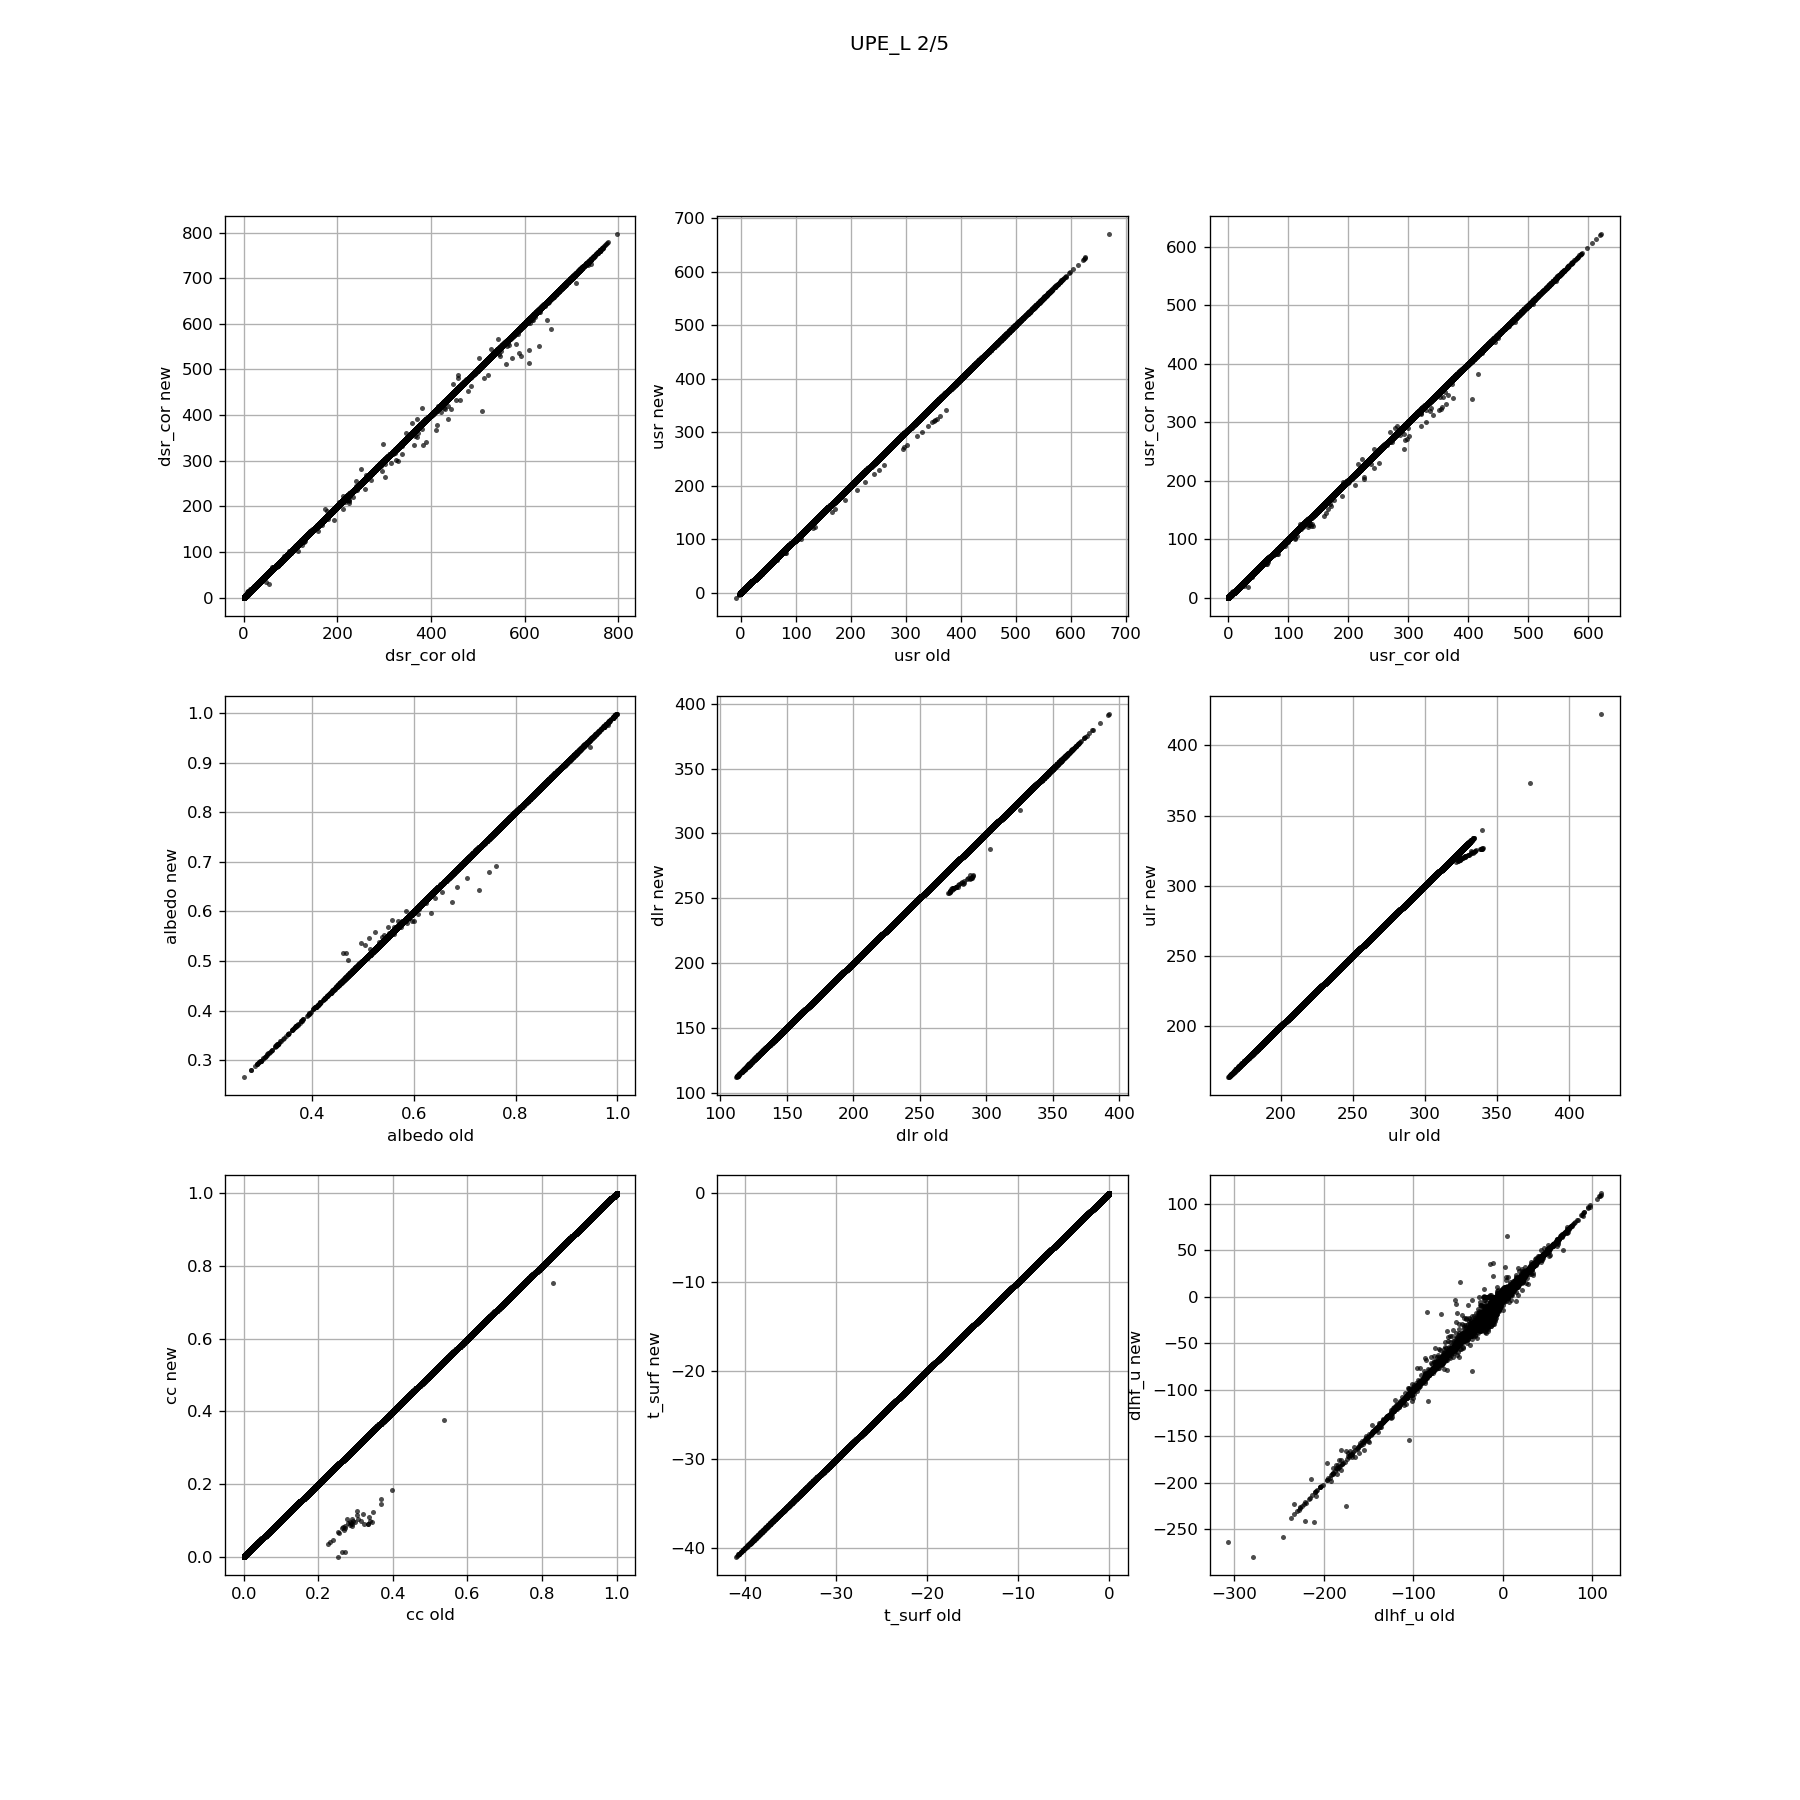 UPE_L 2/5
800
700
600
500
400
300
200
100
0
dsr_cor new
0 200 400 600 800
dsr_cor old
700
600
500
400
300
200
100
0
usr new
0 100 200 300 400 500 600 700
usr old
600
500
400
300
200
100
0
usr_cor new
0 100 200 300 400 500 600
usr_cor old
1.0
0.9
0.8
0.7
0.6
0.5
0.4
0.3
albedo new
0.4 0.6 0.8 1.0
albedo old
400
350
300
250
200
150
100
dlr new
100 150 200 250 300 350 400
dlr old
400
350
300
250
200
ulr new
200 250 300 350 400
ulr old
1.0
0.8
0.6
0.4
0.2
0.0
cc new
0.0 0.2 0.4 0.6 0.8 1.0
cc old
0
−10
−20
−30
−40
t_surf new
−40 −30 −20 −10 0
t_surf old
100
50
0
−50
−100
−150
−200
−250
dlhf_u new
−300 −200 −100 0 100
dlhf_u old